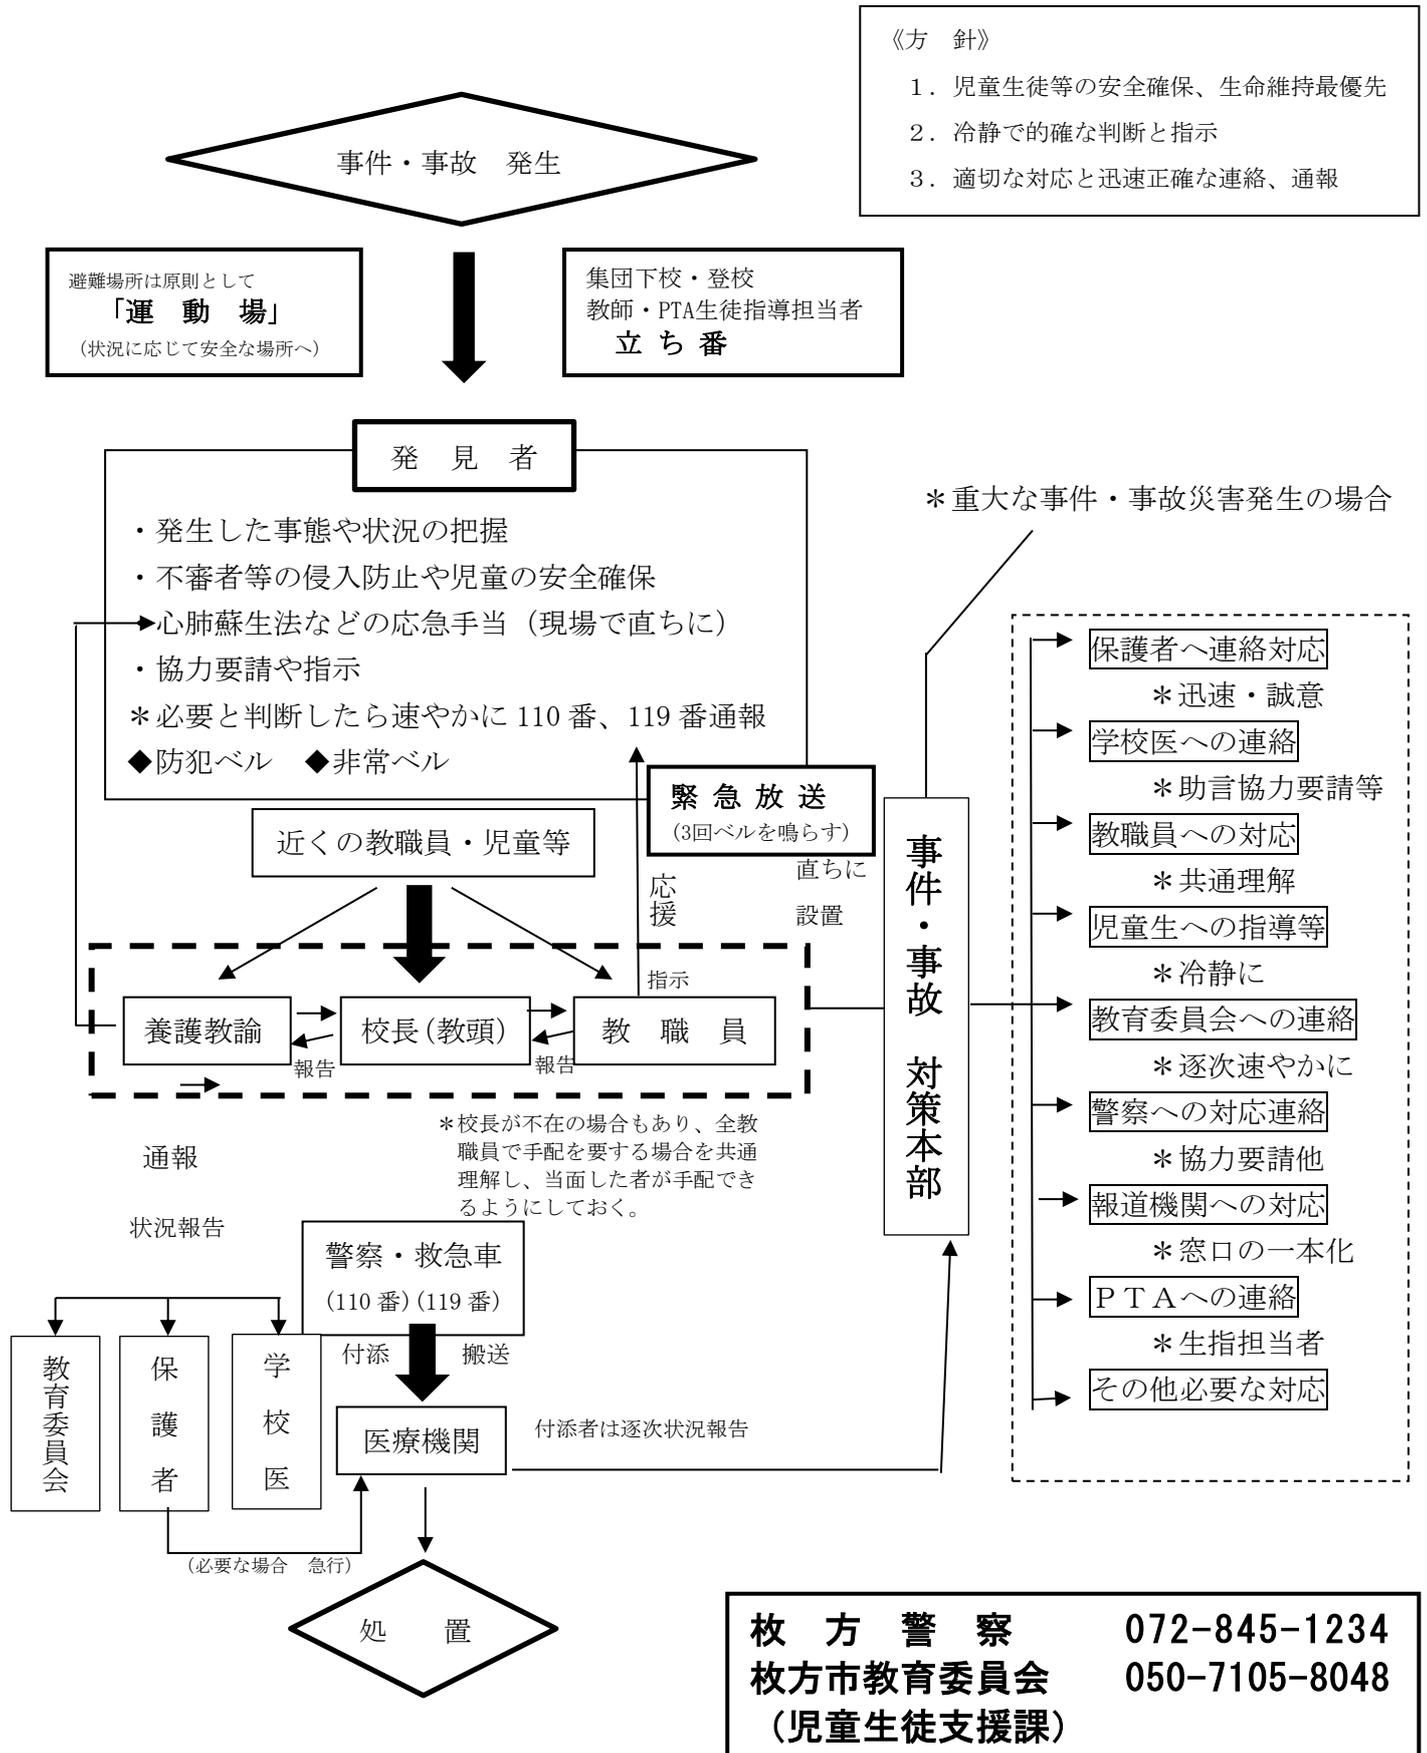 《方　針》
１．児童生徒等の安全確保、生命維持最優先
２．冷静で的確な判断と指示
３．適切な対応と迅速正確な連絡、通報
事件・事故　発生
避難場所は原則として
「運　動　場」
（状況に応じて安全な場所へ）
集団下校・登校
教師・PTA生徒指導担当者
立 ち 番
発　見　者
・発生した事態や状況の把握
・不審者等の侵入防止や児童の安全確保
心肺蘇生法などの応急手当（現場で直ちに）
・協力要請や指示
＊必要と判断したら速やかに 110 番、119 番通報
◆防犯ベル　◆非常ベル
緊 急 放 送
（3回ベルを鳴らす）
近くの教職員・児童等
直ちに
設置
応援
指示
養護教諭
校長（教頭）
教　職　員
報告
報告
＊校長が不在の場合もあり、全教
職員で手配を要する場合を共通
理解し、当面した者が手配でき
るようにしておく。
通報
状況報告
警察・救急車
（110 番）（119 番）
付添
搬送
教育委員会
保護者
学校医
医療機関
付添者は逐次状況報告
（必要な場合　急行）
処　　置
＊重大な事件・事故災害発生の場合
事件・事故　対策本部
保護者へ連絡対応
＊迅速・誠意
学校医への連絡
＊助言協力要請等
教職員への対応
＊共通理解
児童生への指導等
＊冷静に
教育委員会への連絡
＊逐次速やかに
警察への対応連絡
＊協力要請他
報道機関への対応
＊窓口の一本化
ＰＴＡへの連絡
＊生指担当者
その他必要な対応
枚　方　警　察　　　072-845-1234
枚方市教育委員会　　050-7105-8048
（児童生徒支援課）